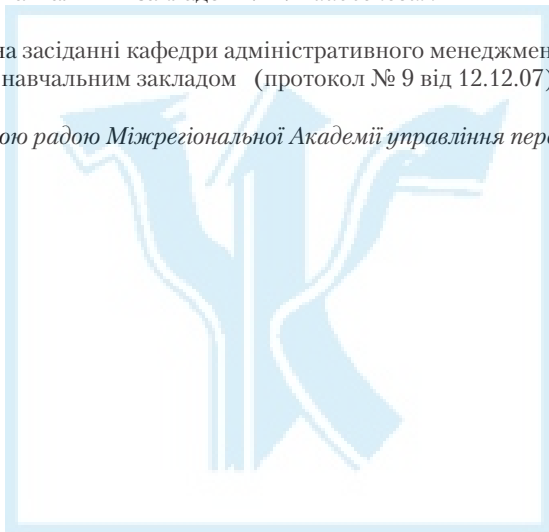 на засіданні кафедри адміністративного менеджмен
навчальним закладом (протокол № 9 від 12.12.07)
ою радою Міжрегіональної Академії управління перс